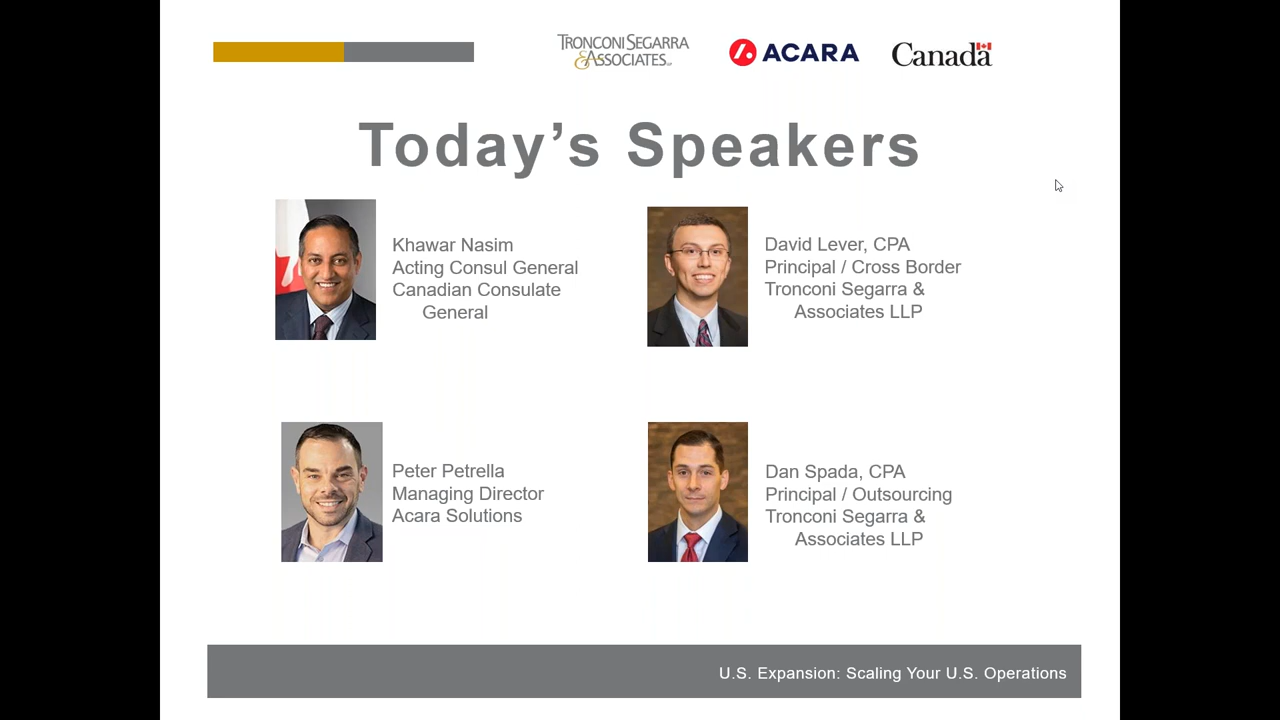 TRONCONI SEGARRA
& ASSOCIATES LLP
ACARA
Canada
Today’s Speakers
Khawar Nasim
Acting Consul General
Canadian Consulate
General
David Lever, CPA
Principal / Cross Border
Tronconi Segarra &
Associates LLP
Peter Petrella
Managing Director
Acara Solutions
Dan Spada, CPA
Principal / Outsourcing
Tronconi Segarra &
Associates LLP
U.S. Expansion: Scaling Your U.S. Operations